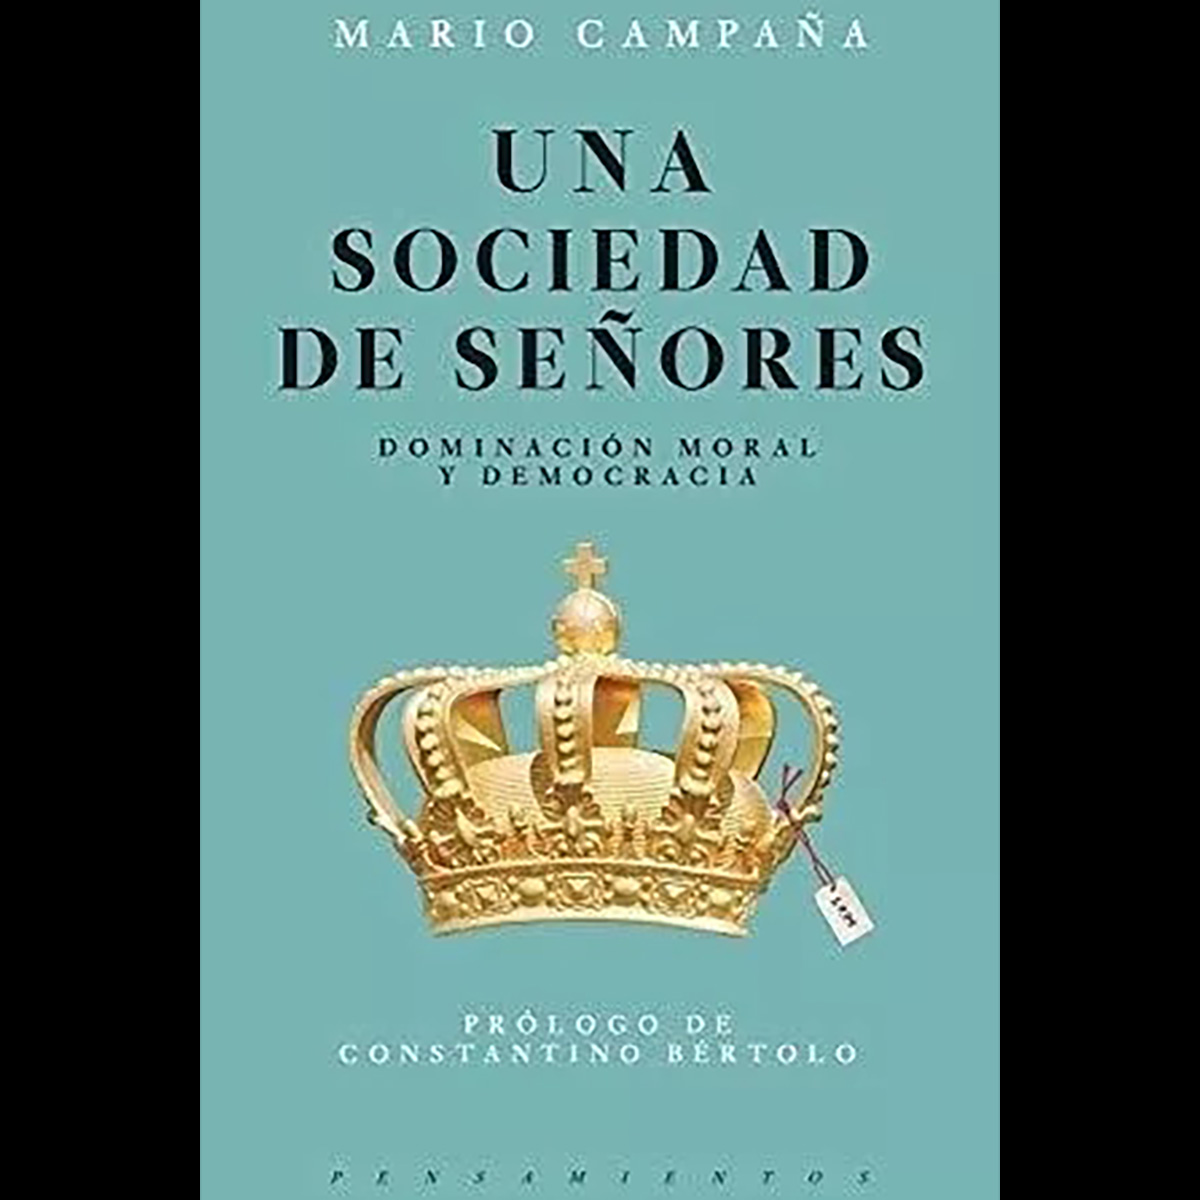 MARIO CAMPAÑA
UNA
SOCIEDAD
DE SEÑORES
DOMINACIÓN MORAL
Y DEMOCRACIA
PRÓLOGO DE
CONSTANTINO BÉRTOLO
PENSAMIENTOS